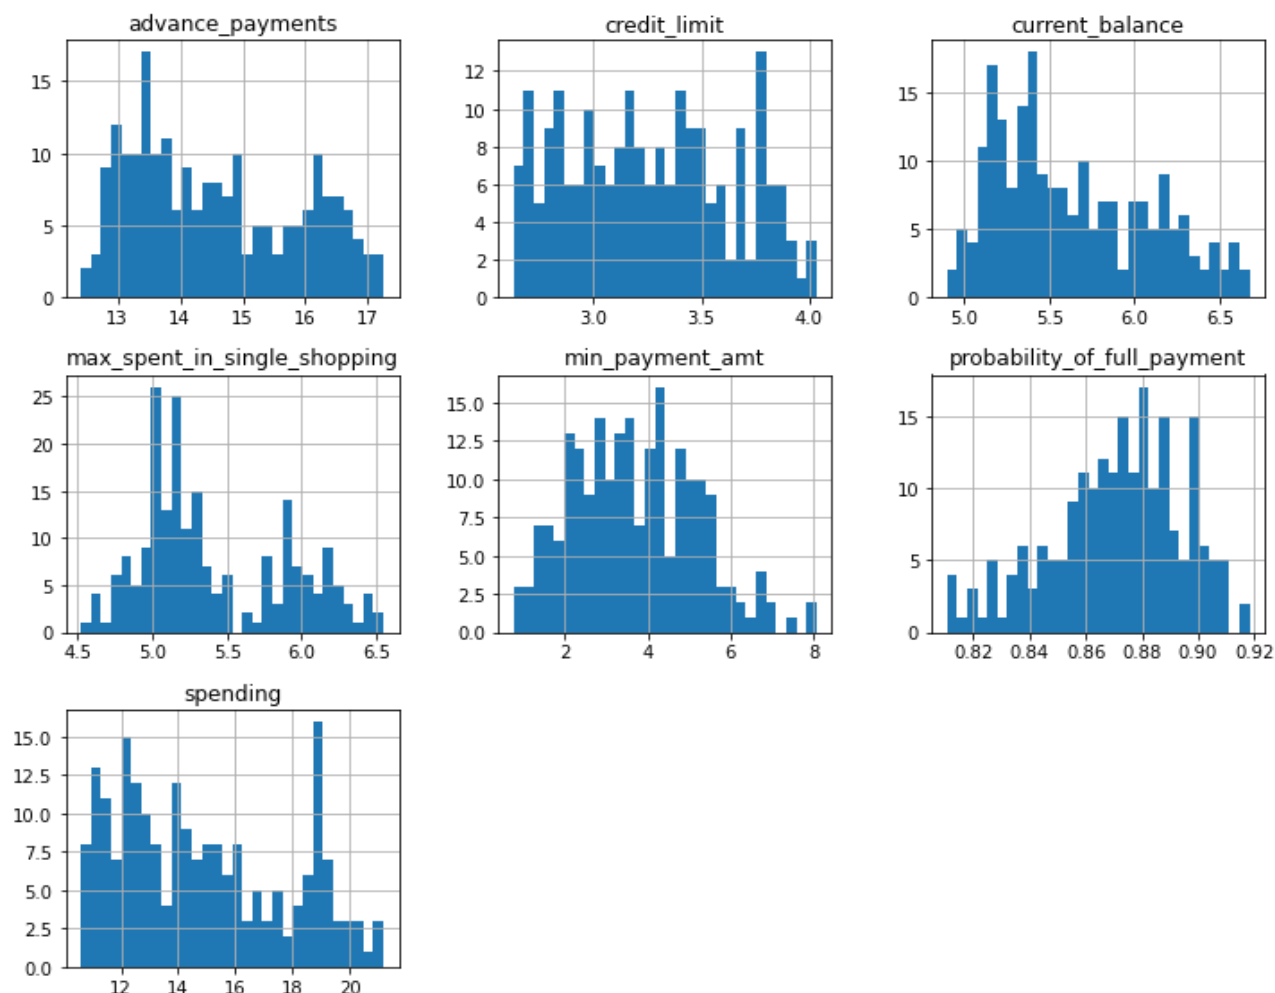 advance_payments
15
10
5
0
13 14 15 16 17
credit_limit
12
10
8
6
4
2
0
3.0 3.5 4.0
current_balance
15
10
5
0
5.0 5.5 6.0 6.5
max_spent_in_single_shopping
25
20
15
10
5
0
4.5 5.0 5.5 6.0 6.5
min_payment_amt
15.0
12.5
10.0
7.5
5.0
2.5
0.0
2 4 6 8
probability_of_full_payment
15
10
5
0
0.82 0.84 0.86 0.88 0.90 0.92
spending
15.0
12.5
10.0
7.5
5.0
2.5
0.0
12 14 16 18 20